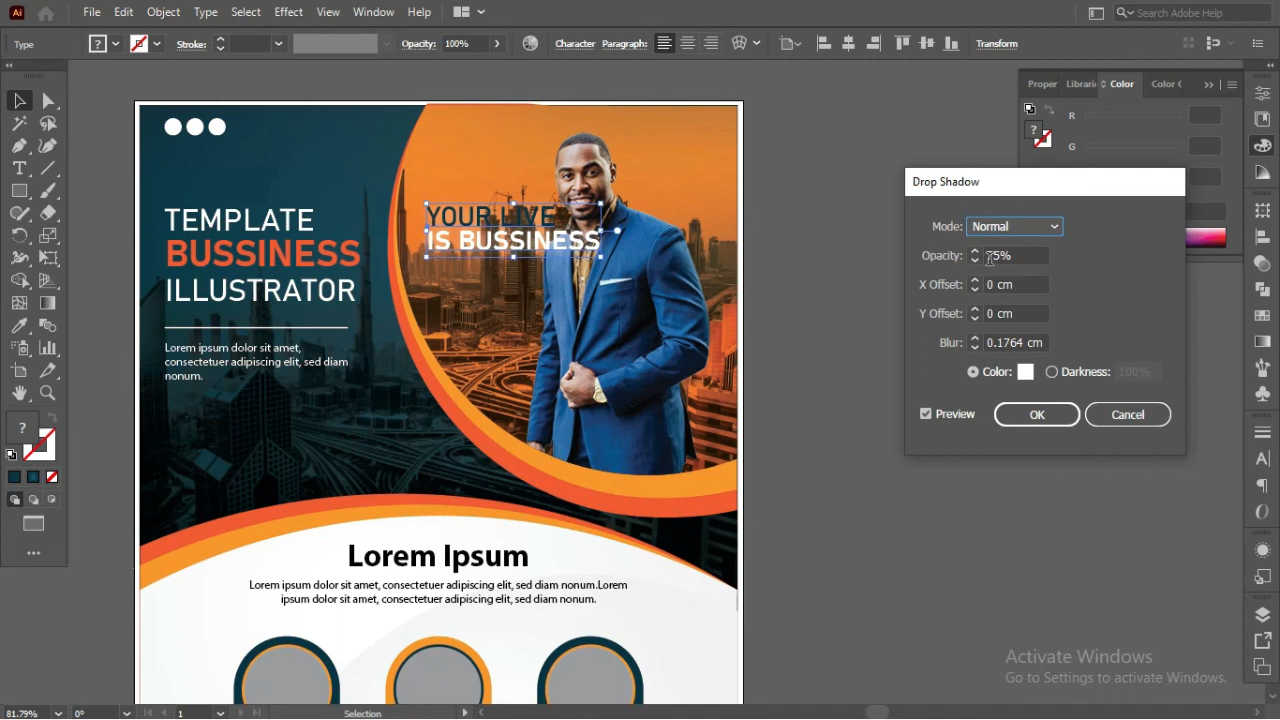 Ai File Edit Object Type Select Effect View Window Help
Search Adobe Help
Type
?
Stroke:
Opacity: 100%
Character Paragraph:
Transform
Proper Librari Color Color G
R
?
G
TEMPLATE
BUSSINESS
ILLUSTRATOR
Lorem ipsum dolor sit amet,
consectetuer adipiscing elit, sed diam
nonum.
YOUR LIVE
IS BUSSINESS
Drop Shadow
Mode: Normal
Opacity: 75%
X Offset: 0 cm
Y Offset: 0 cm
Blur: 0.1764 cm
Color: Darkness: 100%
Preview OK Cancel
?
Lorem Ipsum
Lorem ipsum dolor sit amet, consectetuer adipiscing elit, sed diam nonum.Lorem
ipsum dolor sit amet, consectetuer adipiscing elit, sed diam nonum.
Activate Windows
Go to Settings to activate Windows.
81.79% 0° 1 Selection